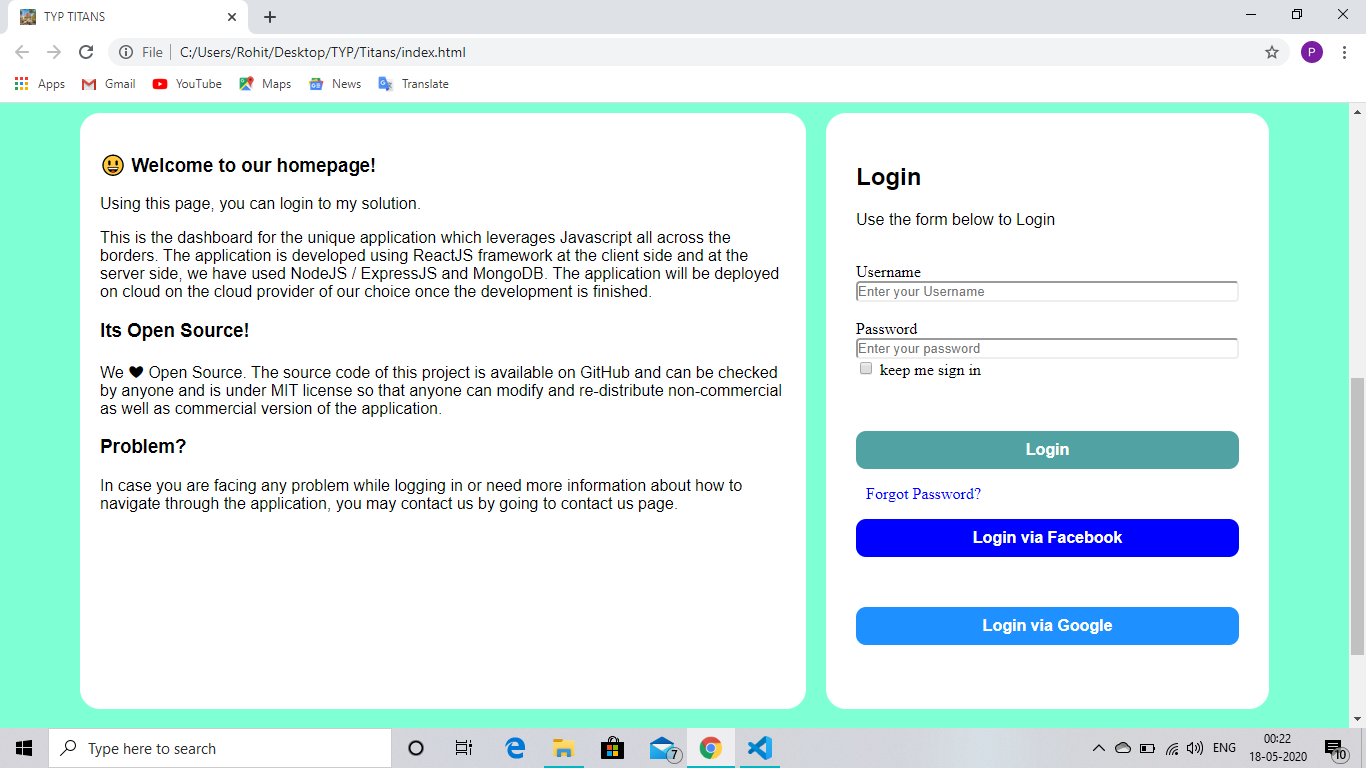 TYP TITANS
File
C:/Users/Rohit/Desktop/TYP/Titans/index.html
P
Apps
Gmail
YouTube
Maps
News
Translate
😃 Welcome to our homepage!
Using this page, you can login to my solution.
This is the dashboard for the unique application which leverages Javascript all across the
borders. The application is developed using ReactJS framework at the client side and at the
server side, we have used NodeJS / ExpressJS and MongoDB. The application will be deployed
on cloud on the cloud provider of our choice once the development is finished.
Its Open Source!
We ❤ Open Source. The source code of this project is available on GitHub and can be checked
by anyone and is under MIT license so that anyone can modify and re-distribute non-commercial
as well as commercial version of the application.
Problem?
In case you are facing any problem while logging in or need more information about how to
navigate through the application, you may contact us by going to contact us page.
Login
Use the form below to Login
Username
Enter your Username
Password
Enter your password
keep me sign in
Login
Forgot Password?
Login via Facebook
Login via Google
Type here to search
7
ENG
00:22
18-05-2020
10